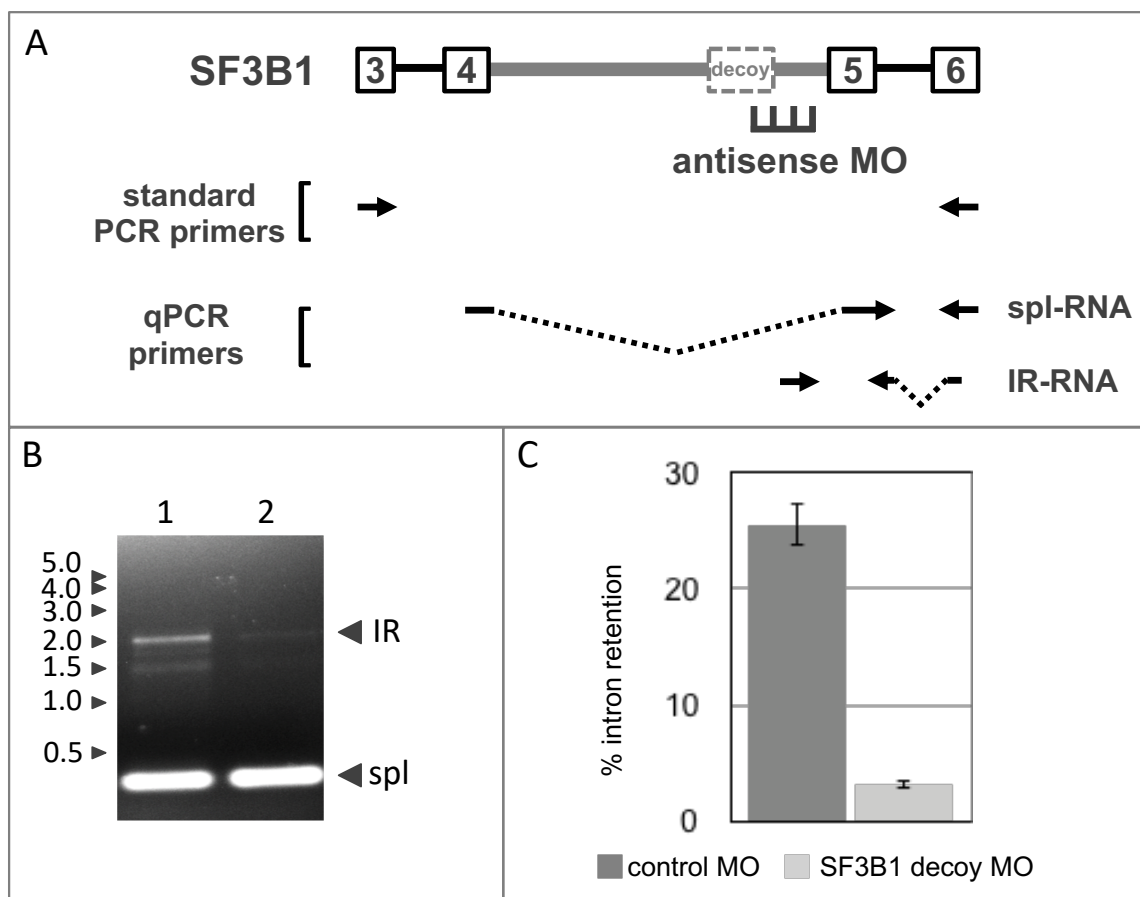 A
SF3B1
3
4
decoy
5
6
antisense MO
standard
PCR primers
qPCR
primers
spl-RNA
IR-RNA
B
1
2
5.0
4.0
3.0
2.0
1.5
1.0
0.5
IR
spl
C
% intron retention
30
20
10
0
control MO
SF3B1 decoy MO